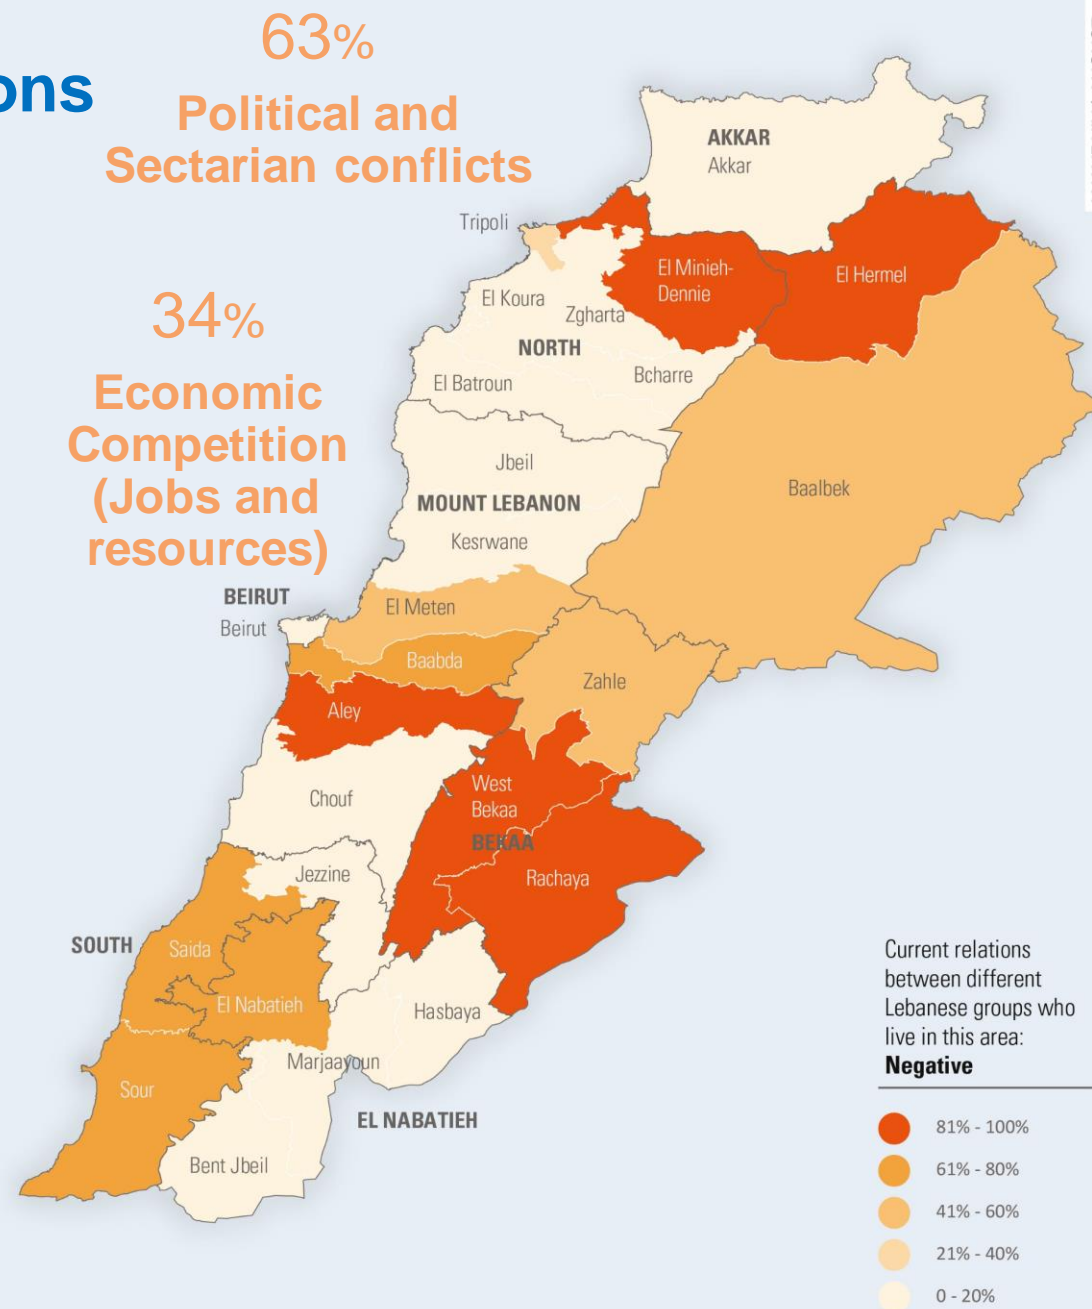 63%
ons
Political and
Sectarian conflicts
AKKAR
Akkar
Tripoli
El Minieh-
Dennie
El Hermel
El Koura
Zgharta
34%
NORTH
Bcharre
El Batroun
Economic
Competition
(Jobs and
resources)
Jbeil
MOUNT LEBANON
Kesrwane
Baalbek
BEIRUT
Beirut
El Meten
Baabda
Zahle
Aley
West
Bekaa
BEKAA
Chouf
Rachaya
Jezzine
SOUTH
Saida
El Nabatieh
Hasbaya
Marjaayoun
Sour
EL NABATIEH
Bent Jbeil
Current relations
between different
Lebanese groups who
live in this area:
Negative
81% - 100%
61% - 80%
41% - 60%
21% - 40%
0 - 20%